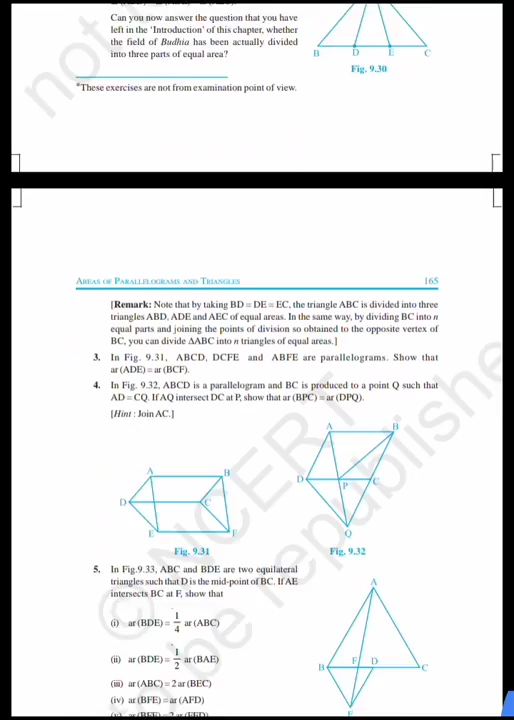 Can you now answer the question that you have
left in the 'Introduction' of this chapter, whether
the field of Budhia has been actually divided
into three parts of equal area?
B D E C
Fig. 9.30
*These exercises are not from examination point of view.
AREAS OF PARALLELOGRAMS AND TRIANGLES 165
[Remark: Note that by taking BD = DE = EC, the triangle ABC is divided into three
triangles ABD, ADE and AEC of equal areas. In the same way, by dividing BC into n
equal parts and joining the points of division so obtained to the opposite vertex of
BC, you can divide ΔABC into n triangles of equal areas.]
3. In Fig. 9.31, ABCD, DCFE and ABFE are parallelograms. Show that
ar (ADE) = ar (BCF).
4. In Fig. 9.32, ABCD is a parallelogram and BC is produced to a point Q such that
AD = CQ. If AQ intersect DC at P, show that ar (BPC) = ar (DPQ).
[Hint : Join AC.]
A B
D C
E F
Fig. 9.31
A B
D P C
Q
Fig. 9.32
5. In Fig.9.33, ABC and BDE are two equilateral
triangles such that D is the mid-point of BC. If AE
intersects BC at F, show that
(i) ar (BDE) = 1/4 ar (ABC)
(ii) ar (BDE) = 1/2 ar (BAE)
(iii) ar (ABC) = 2 ar (BEC)
(iv) ar (BFE) = ar (AFD)
(v) ar (BFE) = 2 ar (FED)
A
B F D C
E
not
© NCERT
to be republishe